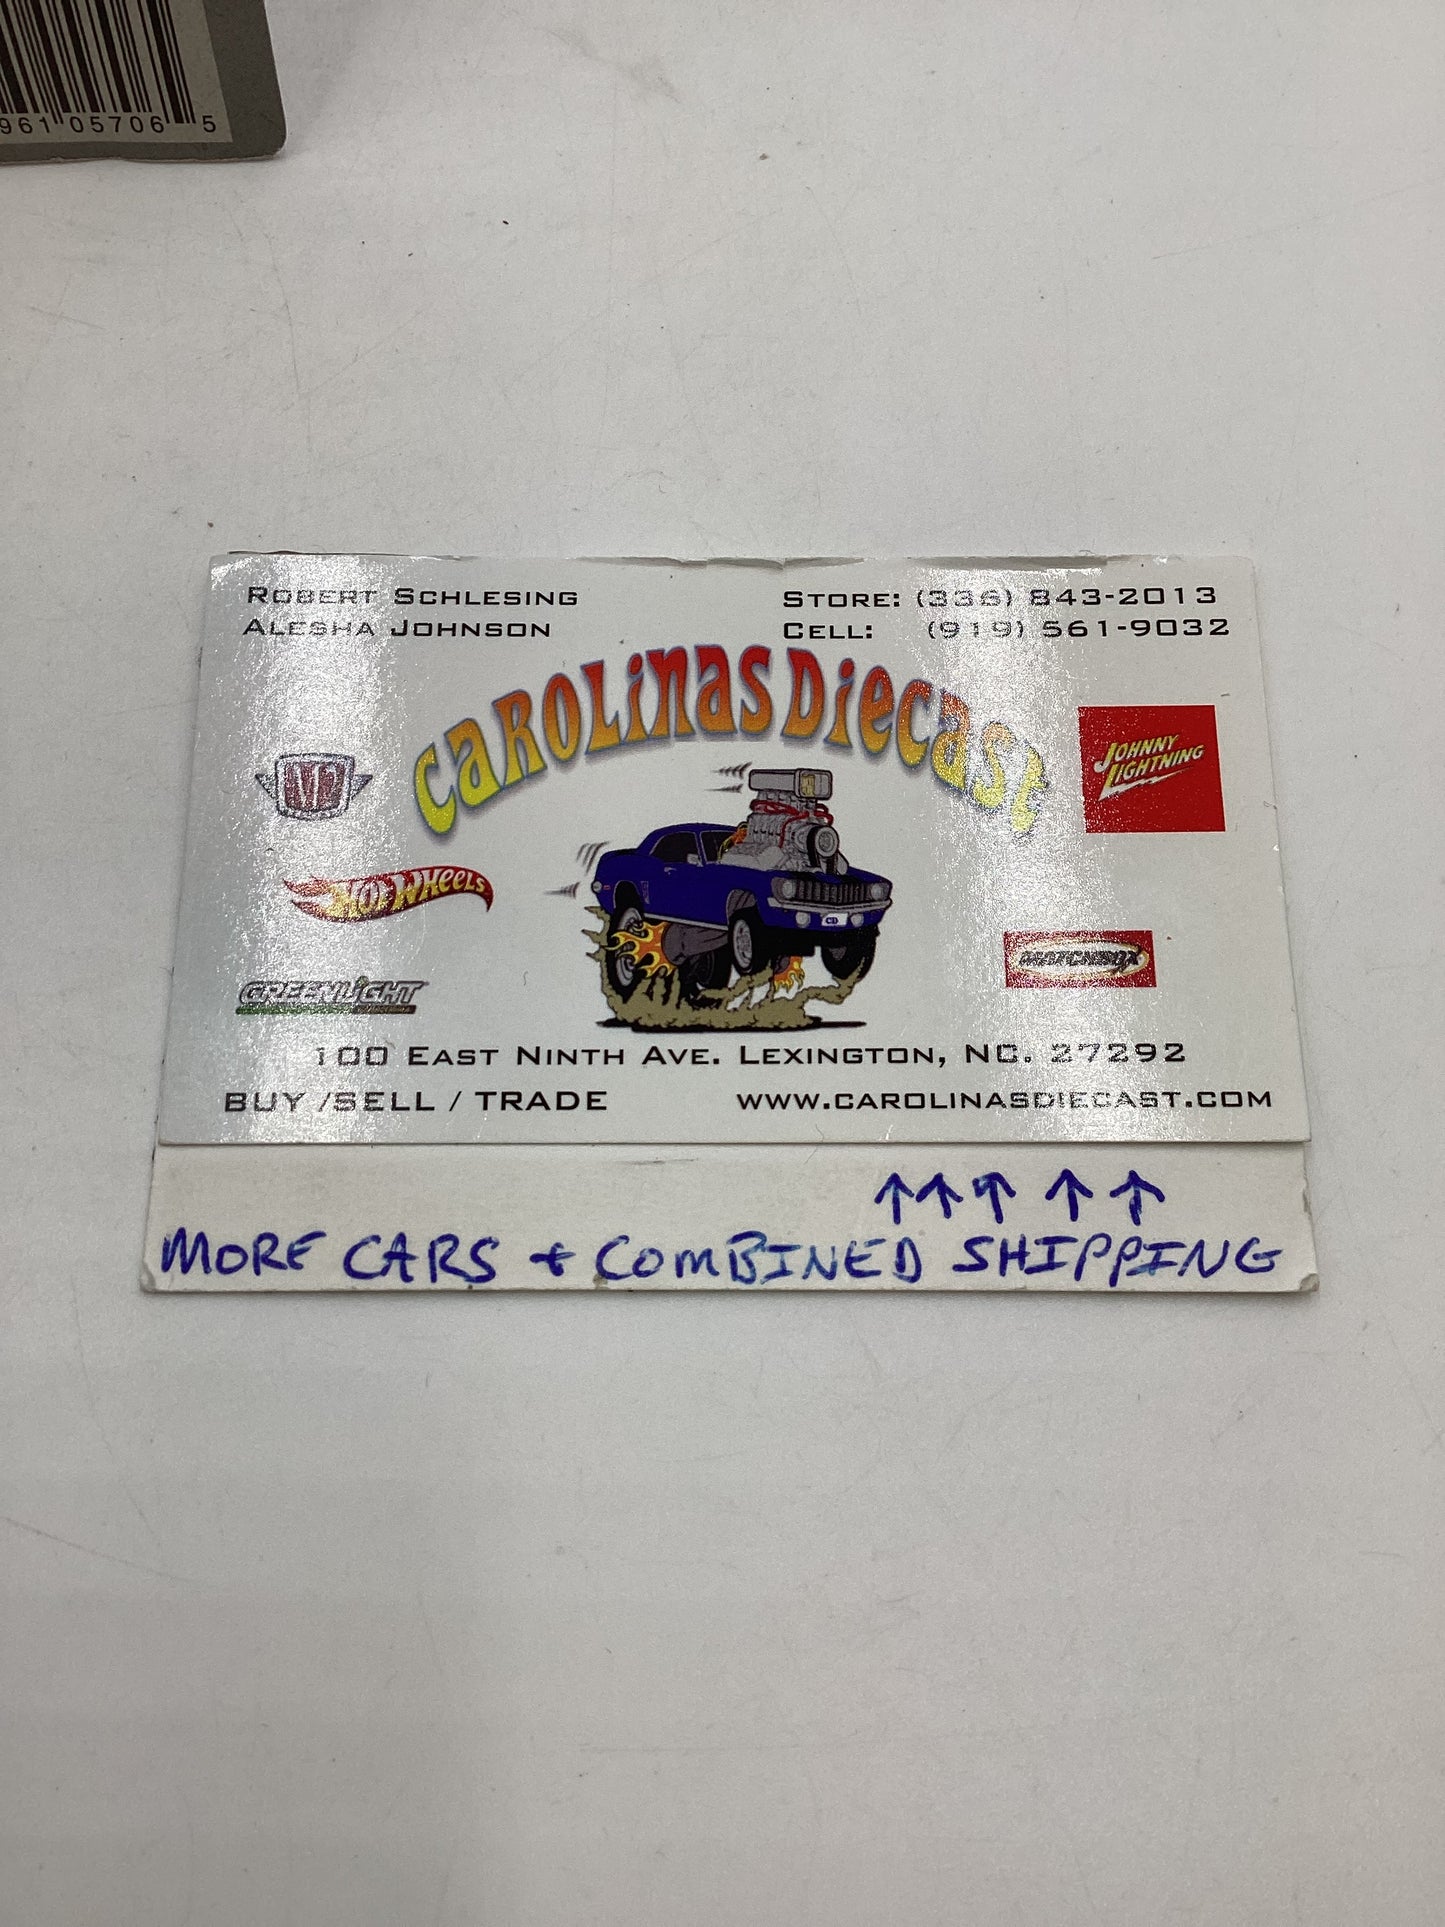 961 05706 5
ROBERT SCHLESING
ALESHA JOHNSON
STORE: (336) 843-2013
CELL: (919) 561-9032
CAROLINAS DIECAST
M2
JOHNNY
LIGHTNING
HOT WHEELS
CD
MATCHBOX
GREENLIGHT
100 EAST NINTH AVE. LEXINGTON, NC. 27292
BUY /SELL / TRADE
WWW.CAROLINASDIECAST.COM
↑↑↑ ↑ ↑
MORE CARS + COMBINED SHIPPING